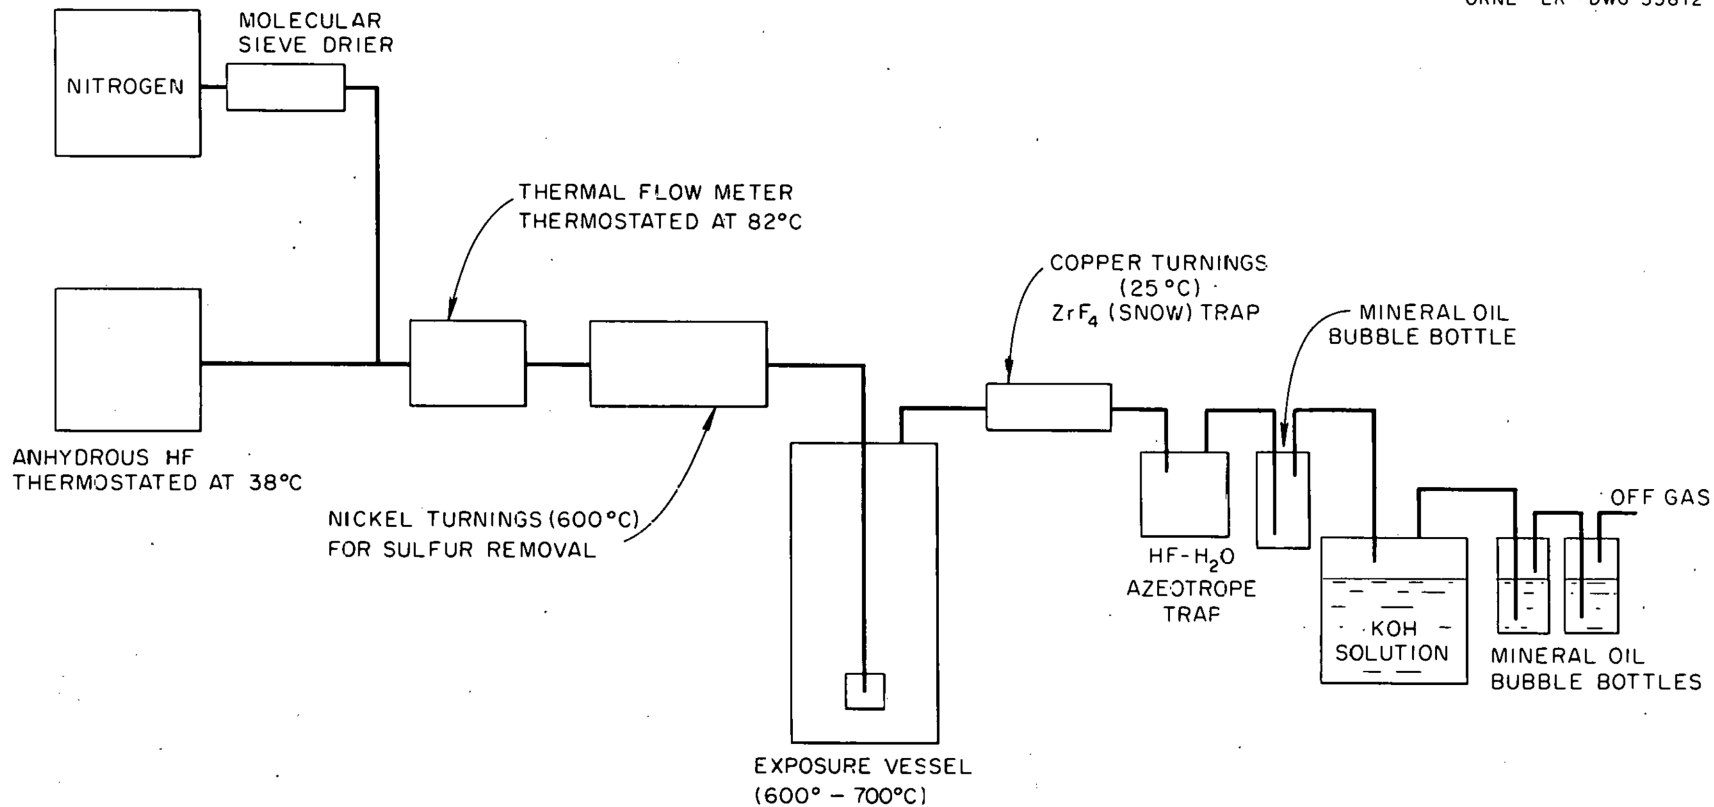 MOLECULAR
SIEVE DRIER
NITROGEN
THERMAL FLOW METER
THERMOSTATED AT 82°C
COPPER TURNINGS
(25°C)
ZrF₄ (SNOW) TRAP
MINERAL OIL
BUBBLE BOTTLE
ANHYDROUS HF
THERMOSTATED AT 38°C
NICKEL TURNINGS (600°C)
FOR SULFUR REMOVAL
OFF GAS
HF-H₂O
AZEOTROPE
TRAP
KOH
SOLUTION
MINERAL OIL
BUBBLE BOTTLES
EXPOSURE VESSEL
(600° - 700°C)